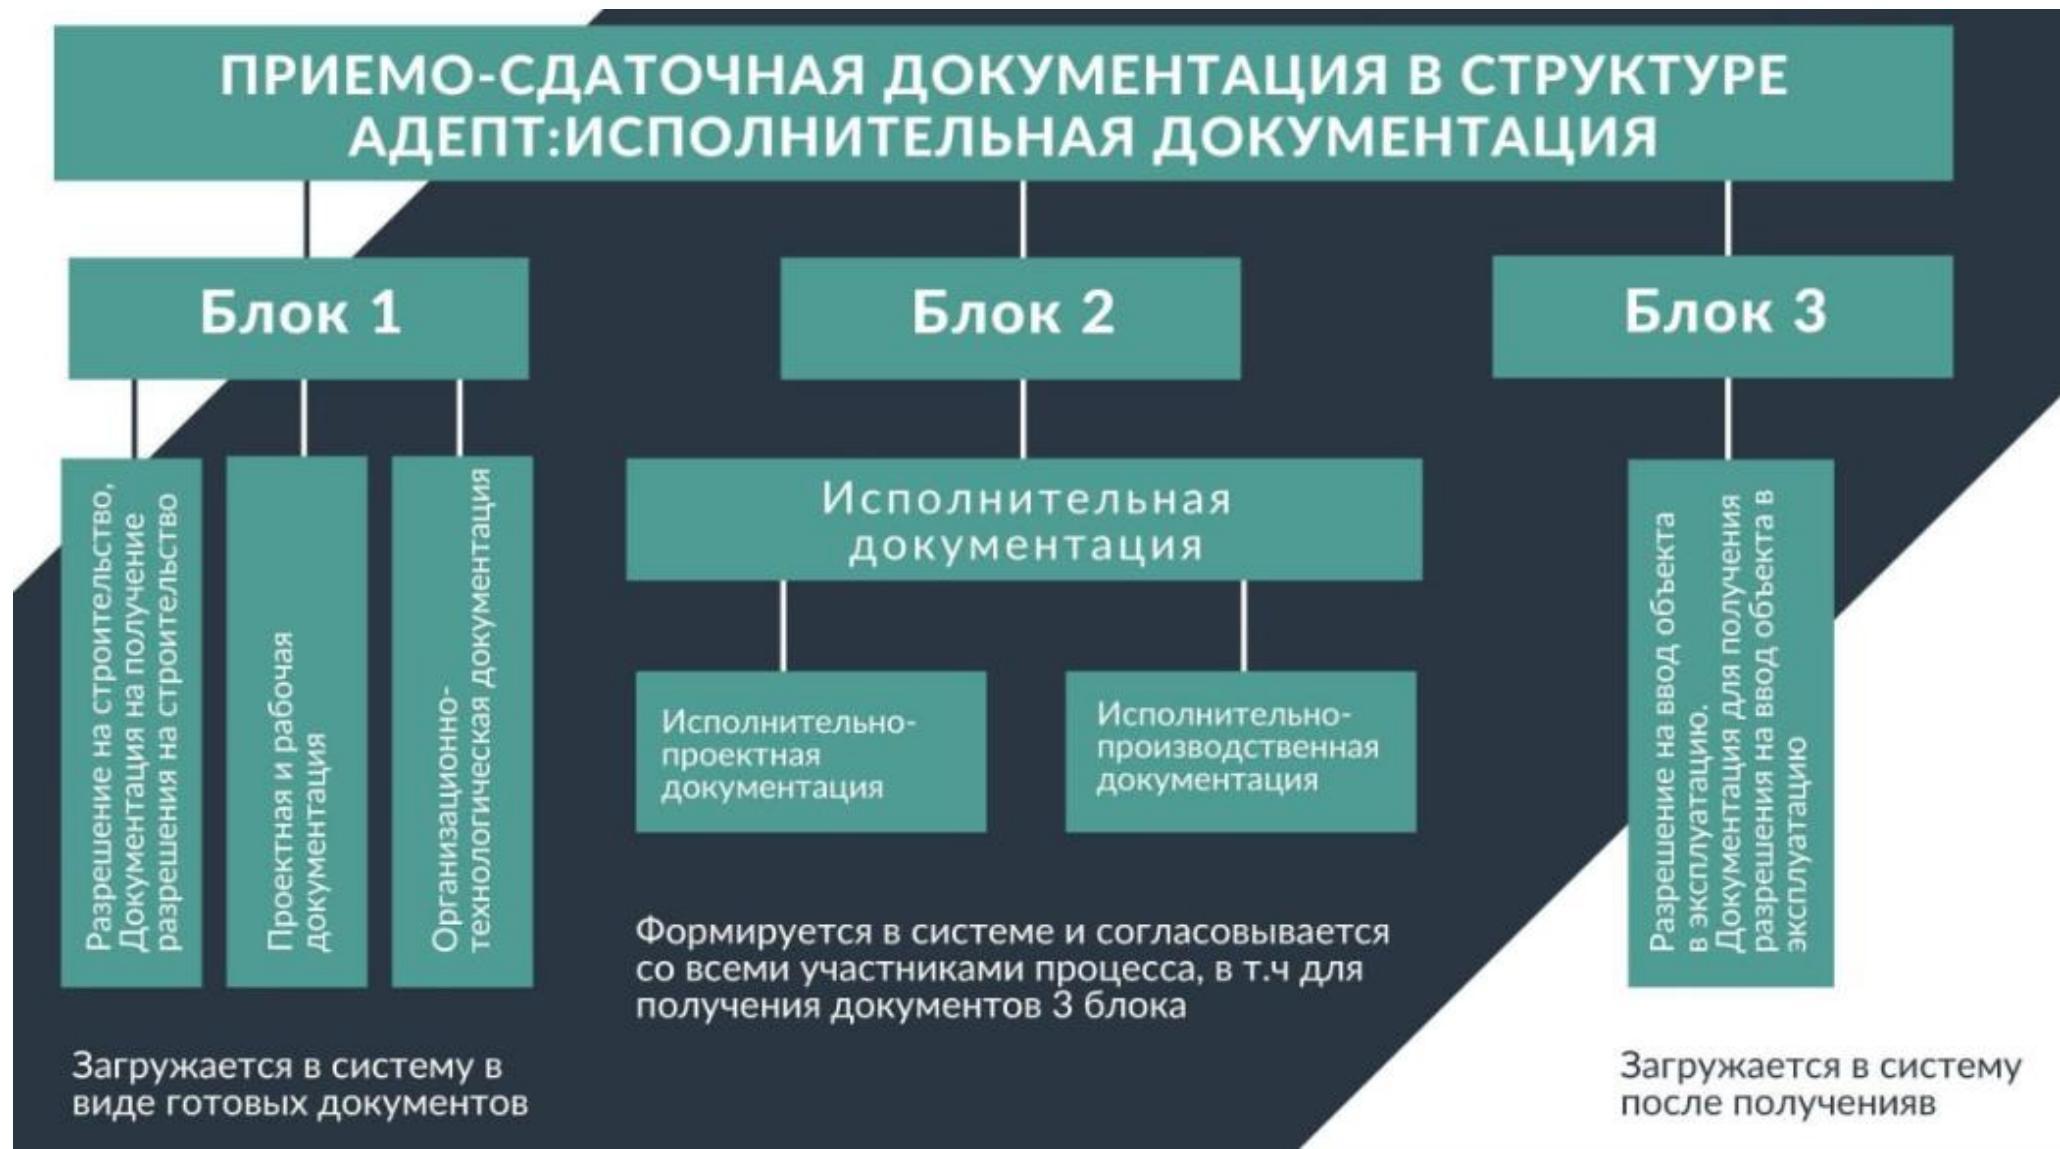 ПРИЕМО-СДАТОЧНАЯ ДОКУМЕНТАЦИЯ В СТРУКТУРЕ
АДЕПТ:ИСПОЛНИТЕЛЬНАЯ ДОКУМЕНТАЦИЯ
Блок 1
Блок 2
Блок 3
Разрешение на строительство,
Документация на получение
разрешения на строительство
Проектная и рабочая
документация
Организационно-
технологическая документация
Загружается в систему в
виде готовых документов
Исполнительная
документация
Исполнительно-
проектная
документация
Исполнительно-
производственная
документация
Формируется в системе и согласовывается
со всеми участниками процесса, в т.ч для
получения документов 3 блока
Разрешение на ввод объекта
в эксплуатацию.
Документация для получения
разрешения на ввод объекта в
эксплуатацию
Загружается в систему
после полученияв